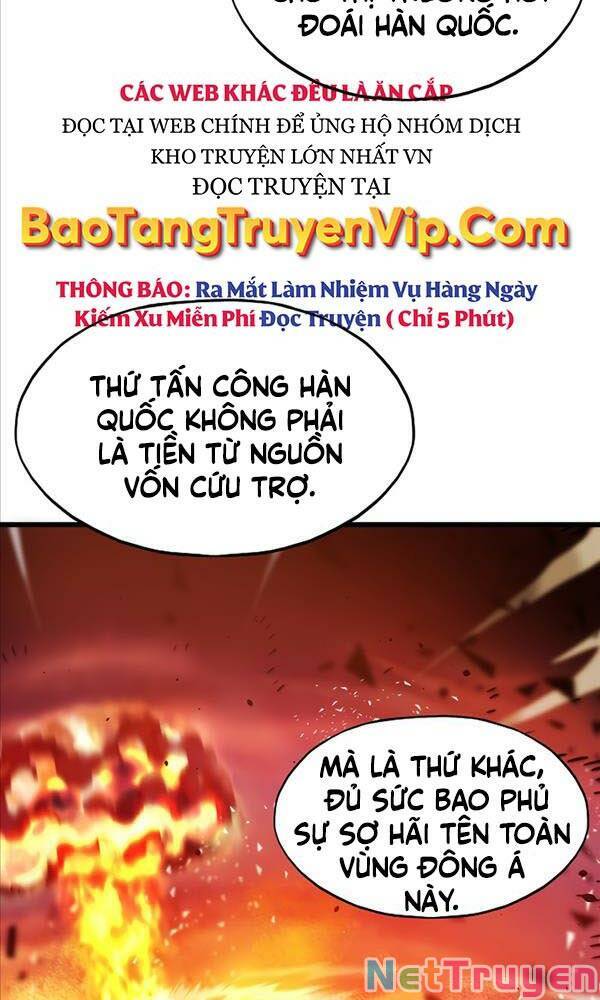 ĐOÁI HÀN QUỐC.
CÁC WEB KHÁC ĐỀU LÀ ĂN CẮP
ĐỌC TẠI WEB CHÍNH ĐỂ ỦNG HỘ NHÓM DỊCH
KHO TRUYỆN LỚN NHẤT VN
ĐỌC TRUYỆN TẠI
BaoTangTruyenVip.Com
THÔNG BÁO: Ra Mắt Làm Nhiệm Vụ Hàng Ngày
Kiếm Xu Miễn Phí Đọc Truyện ( Chỉ 5 Phút)
THỨ TẤN CÔNG HÀN
QUỐC KHÔNG PHẢI
LÀ TIỀN TỪ NGUỒN
VỐN CỨU TRỢ.
MÀ LÀ THỨ KHÁC,
ĐỦ SỨC BAO PHỦ
SỰ SỢ HÃI TÊN TOÀN
VÙNG ĐÔNG Á
NÀY.
NetTruyen